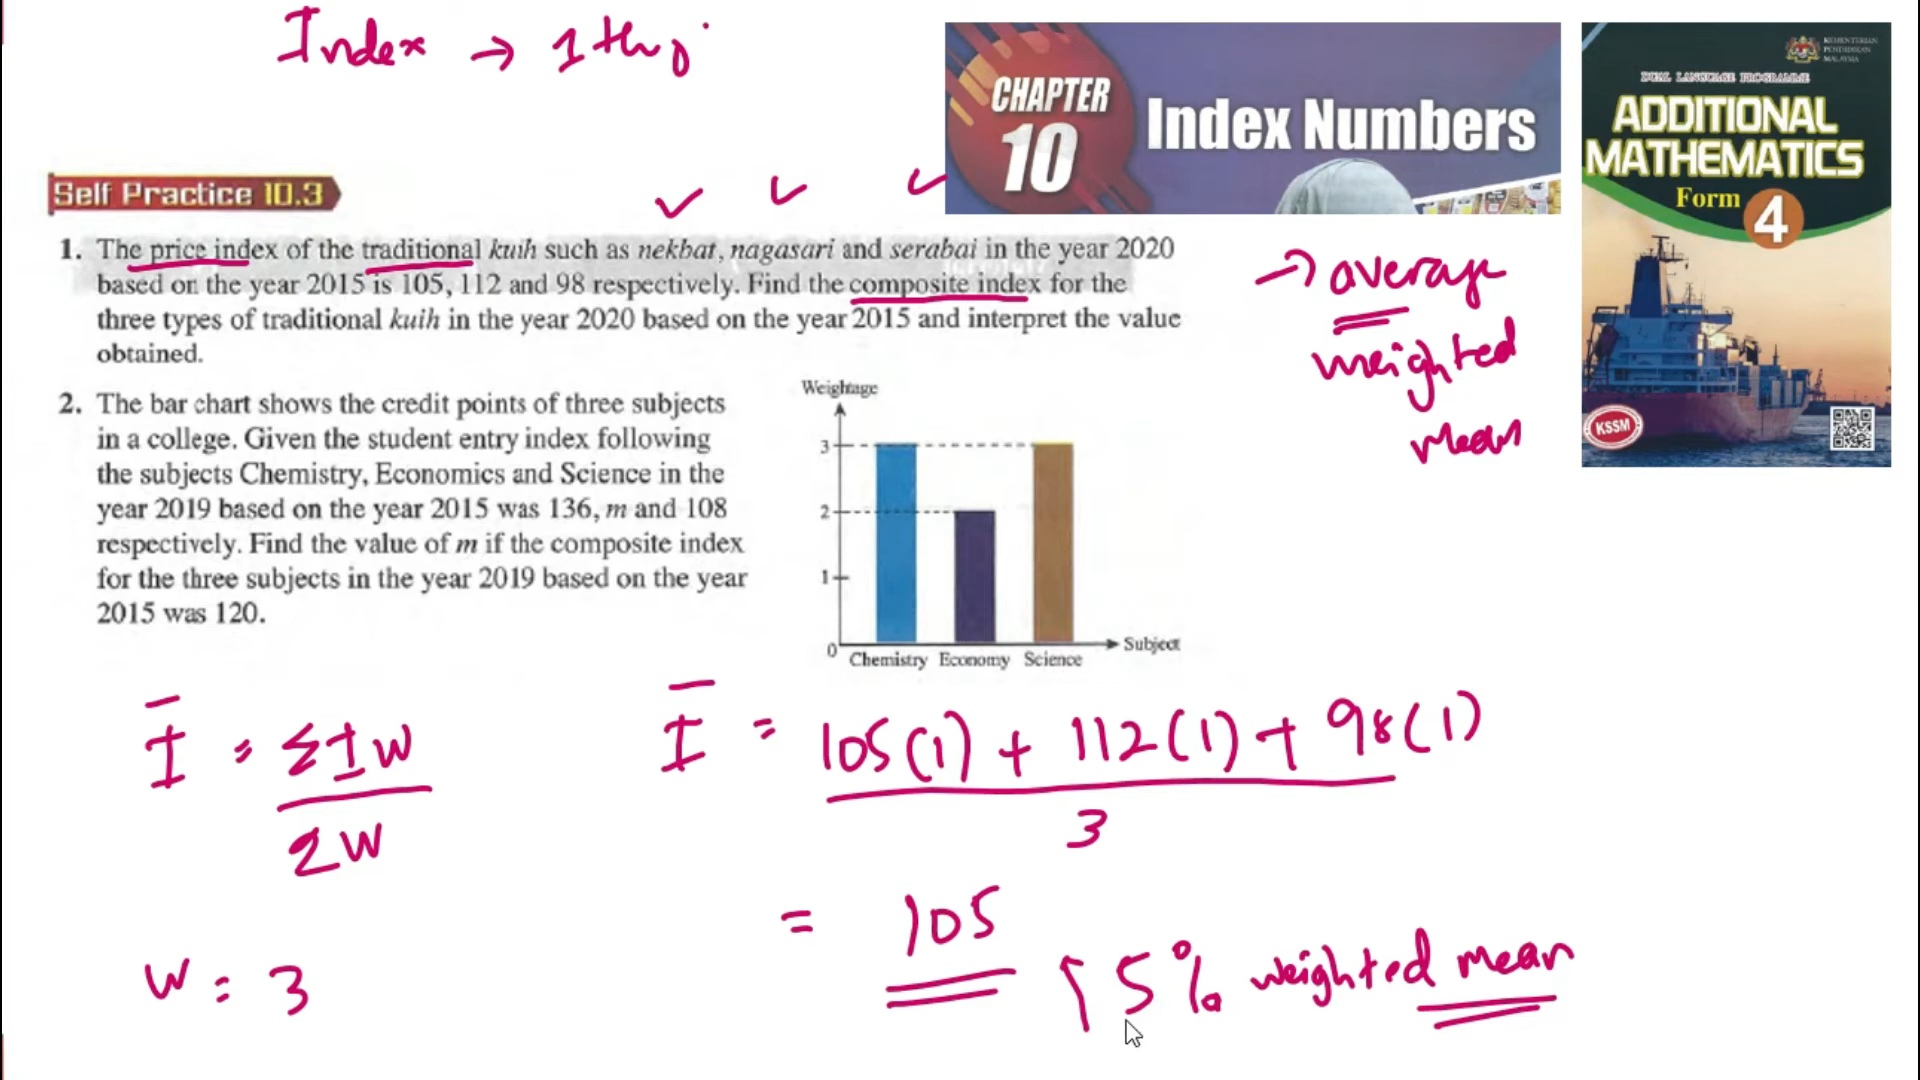 Index → 1 thg
CHAPTER
10
Index Numbers
KEMENTERIAN
PENDIDIKAN
MALAYSIA
DUAL LANGUAGE PROGRAMME
ADDITIONAL
MATHEMATICS
Form 4
KSSM
Self Practice 10.3
1. The price index of the traditional kuih such as nekbat, nagasari and serabai in the year 2020
based on the year 2015 is 105, 112 and 98 respectively. Find the composite index for the
three types of traditional kuih in the year 2020 based on the year 2015 and interpret the value
obtained.
→ average
weighted
mean
2. The bar chart shows the credit points of three subjects
in a college. Given the student entry index following
the subjects Chemistry, Economics and Science in the
year 2019 based on the year 2015 was 136, m and 108
respectively. Find the value of m if the composite index
for the three subjects in the year 2019 based on the year
2015 was 120.
Weightage
3
2
1
0
Chemistry Economy Science
Subject
Ī = ΣIw
Σw
w = 3
Ī = 105(1) + 112(1) + 98(1)
3
= 105
↑ 5% weighted mean